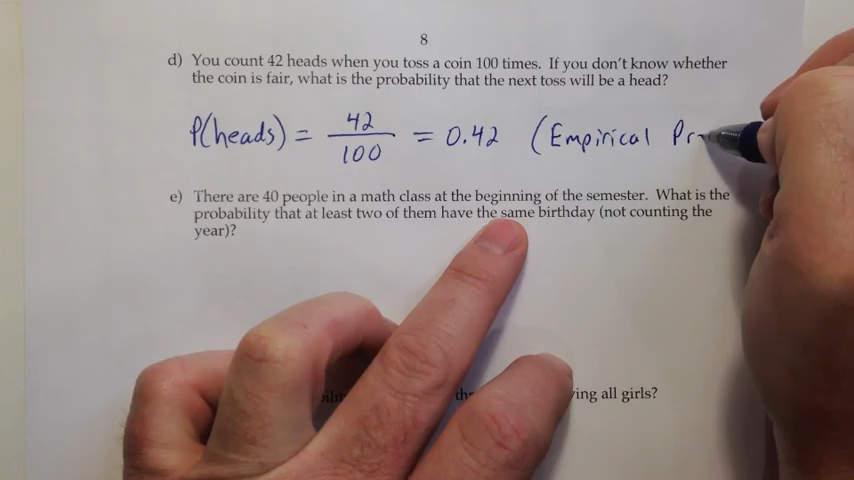 8
d) You count 42 heads when you toss a coin 100 times. If you don't know whether
the coin is fair, what is the probability that the next toss will be a head?
P(heads) = 42/100 = 0.42 (Empirical Pr
e) There are 40 people in a math class at the beginning of the semester. What is the
probability that at least two of them have the same birthday (not counting the
year)?
all girls?